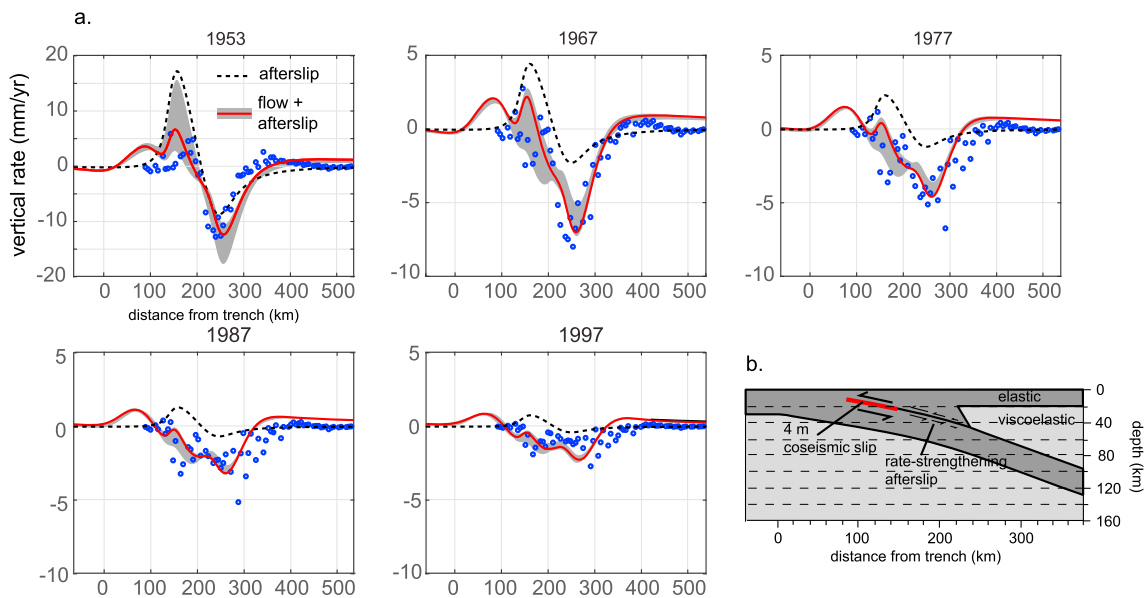 a.
1953
1967
1977
20
10
0
-10
-20
vertical rate (mm/yr)
afterslip
flow +
afterslip
0 100 200 300 400 500
distance from trench (km)
5
0
-5
-10
0 100 200 300 400 500
5
0
-5
-10
0 100 200 300 400 500
1987
1997
5
0
-5
-10
0 100 200 300 400 500
5
0
-5
-10
0 100 200 300 400 500
b.
elastic
viscoelastic
4 m
coseismic slip
rate-strengthening
afterslip
0
40
80
120
160
depth (km)
0 100 200 300
distance from trench (km)